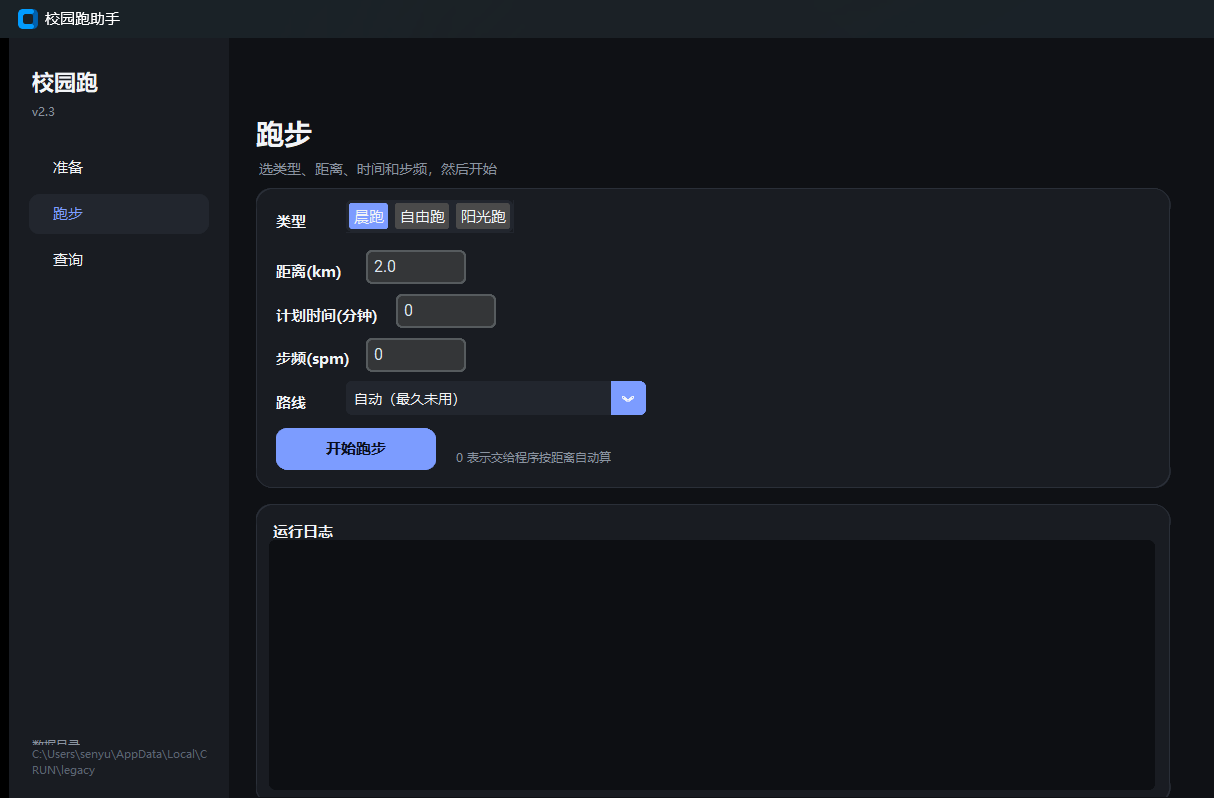 校园跑助手
校园跑
v2.3
准备
跑步
查询
数据目录
C:\Users\senyu\AppData\Local\C
RUN\legacy
跑步
选类型、距离、时间和步频，然后开始
类型 晨跑 自由跑 阳光跑
距离(km) 2.0
计划时间(分钟) 0
步频(spm) 0
路线 自动（最久未用）
开始跑步 0 表示交给程序按距离自动算
运行日志